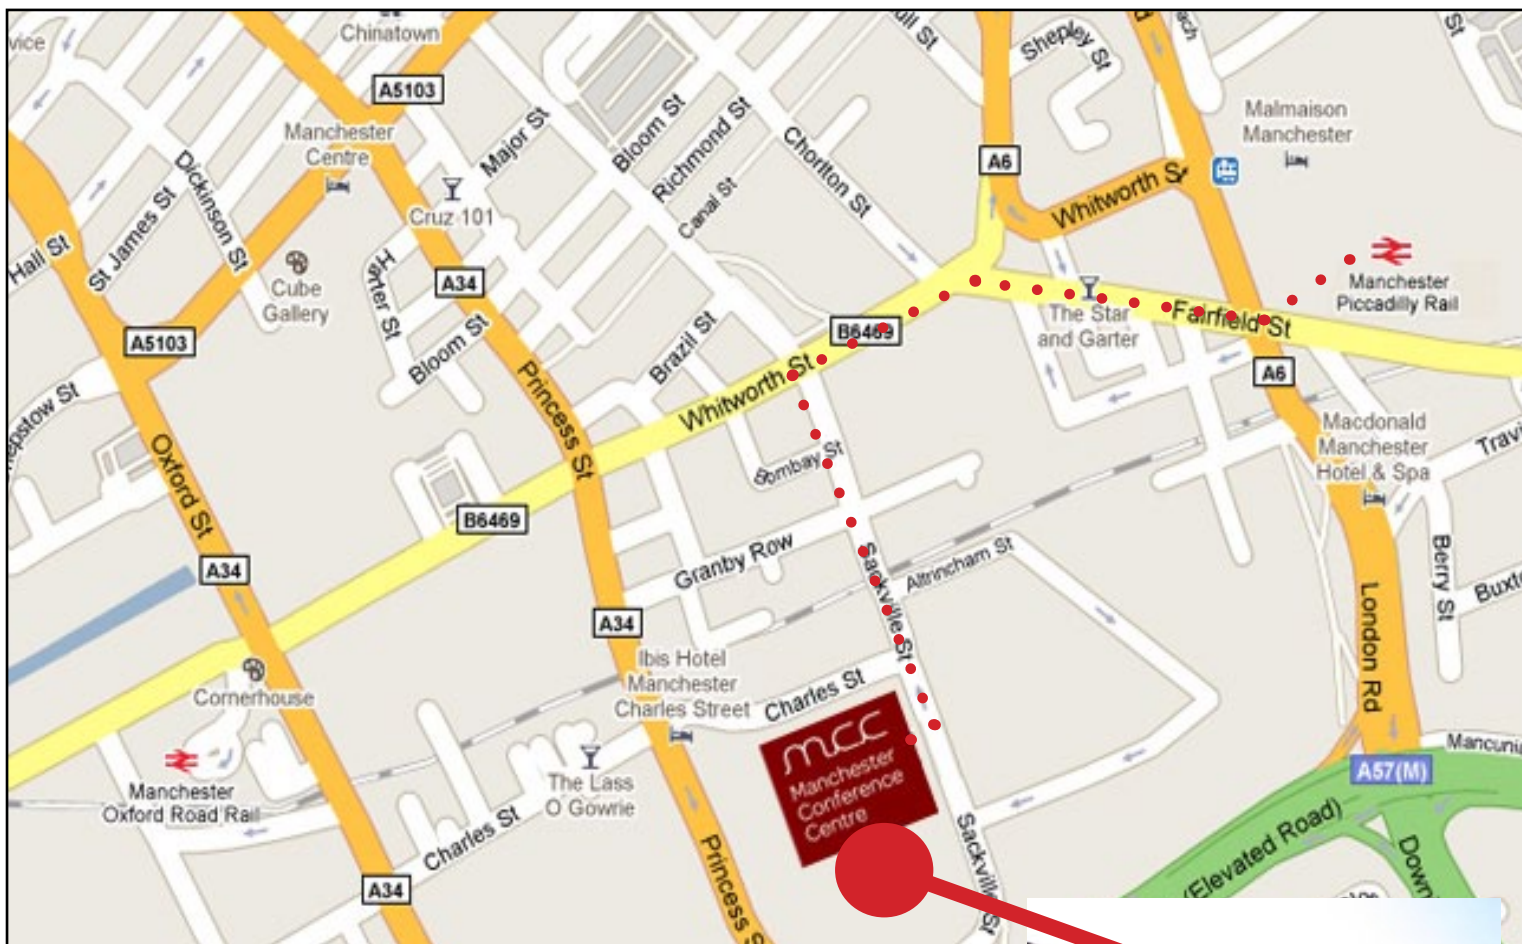 vice
Chinatown
A5103
Manchester
Centre
Major St
Cruz 101
Bloom St
Richmond St
Canal St
Chorlton St
Shepley St
A6
Whitworth S
Malmaison
Manchester
St
Dickinson St
St James St
Hall St
Cube
Gallery
A34
Bloom St
A5103
Princess St
Brazil St
Whitworth St
B6469
The Star
and Garter
Fairfield St
Manchester
Piccadilly Rail
A6
Macdonald
Manchester
Hotel & Spa
Travi
Oxford St
A34
B6469
Granby Row
Sackville St
Altrincham St
Berry St
Buxt
London Rd
A34
Ibis Hotel
Manchester
Charles Street
Charles St
Cornerhouse
Manchester
Oxford Road Rail
The Lass
O Gowrie
Charles St
mcc
Manchester
Conference
Centre
Mancuni
A57(M)
(Elevated Road)
Down
A34
Princess S
Sackville St